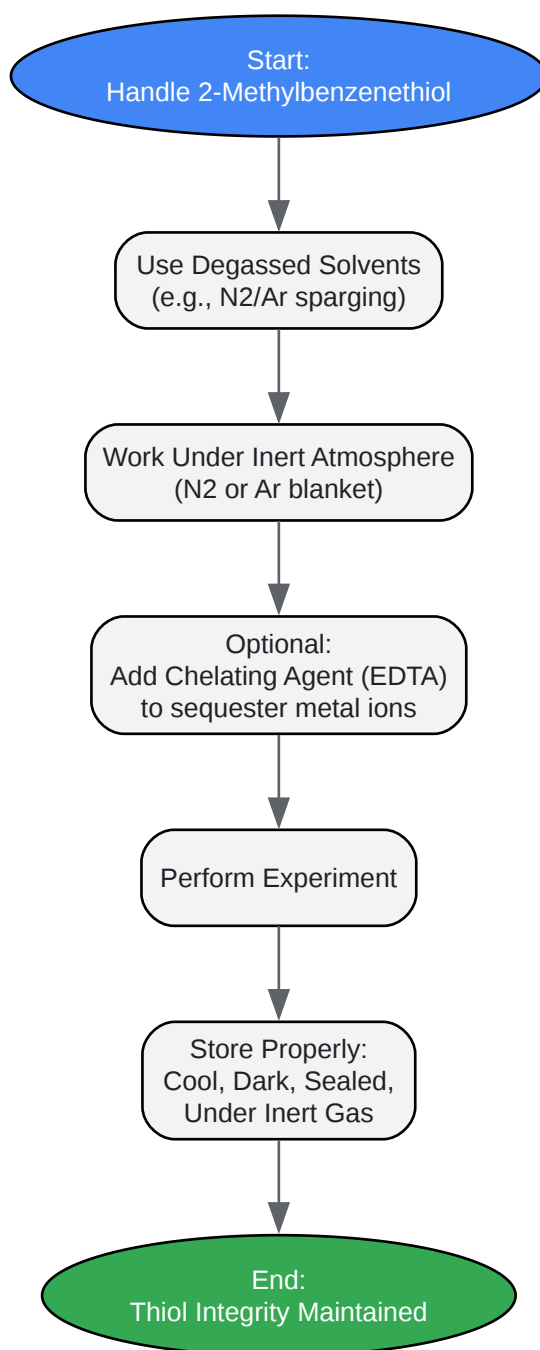 Start:
Handle 2-Methylbenzenethiol
Use Degassed Solvents
(e.g., N2/Ar sparging)
Work Under Inert Atmosphere
(N2 or Ar blanket)
Optional:
Add Chelating Agent (EDTA)
to sequester metal ions
Perform Experiment
Store Properly:
Cool, Dark, Sealed,
Under Inert Gas
End:
Thiol Integrity Maintained